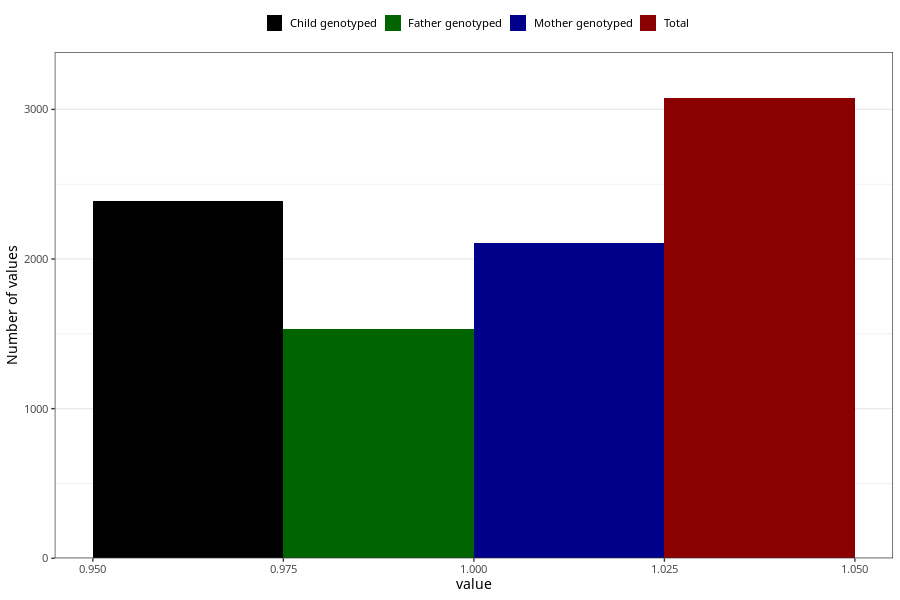 Child genotyped Father genotyped Mother genotyped Total
Number of values
3000
2000
1000
0
0.950 0.975 1.000 1.025 1.050
value